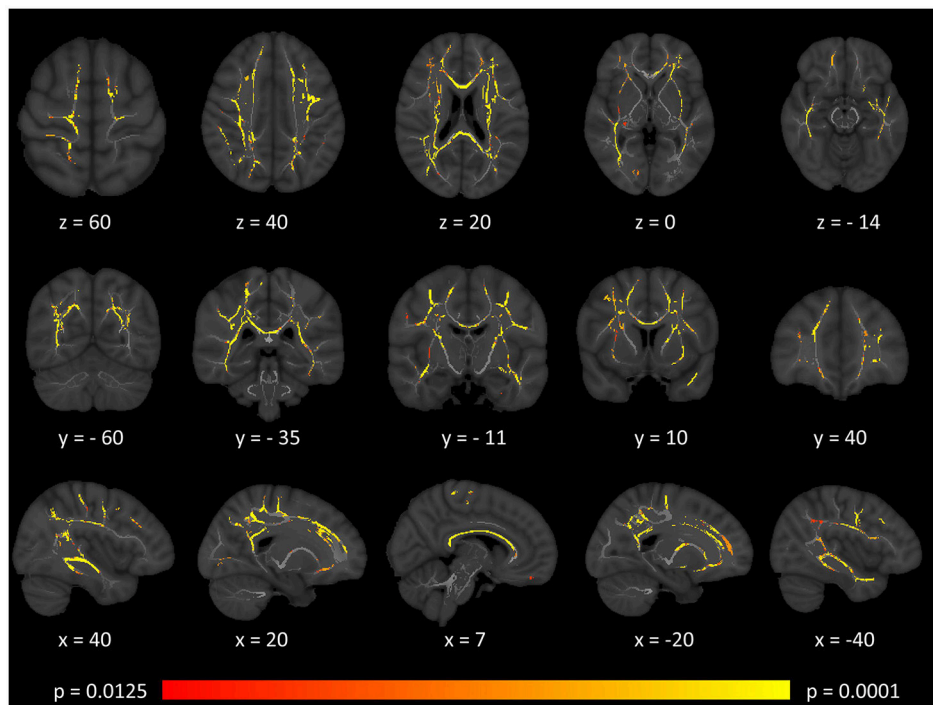 z = 60
z = 40
z = 20
z = 0
z = - 14
y = - 60
y = - 35
y = - 11
y = 10
y = 40
x = 40
x = 20
x = 7
x = -20
x = -40
p = 0.0125
p = 0.0001